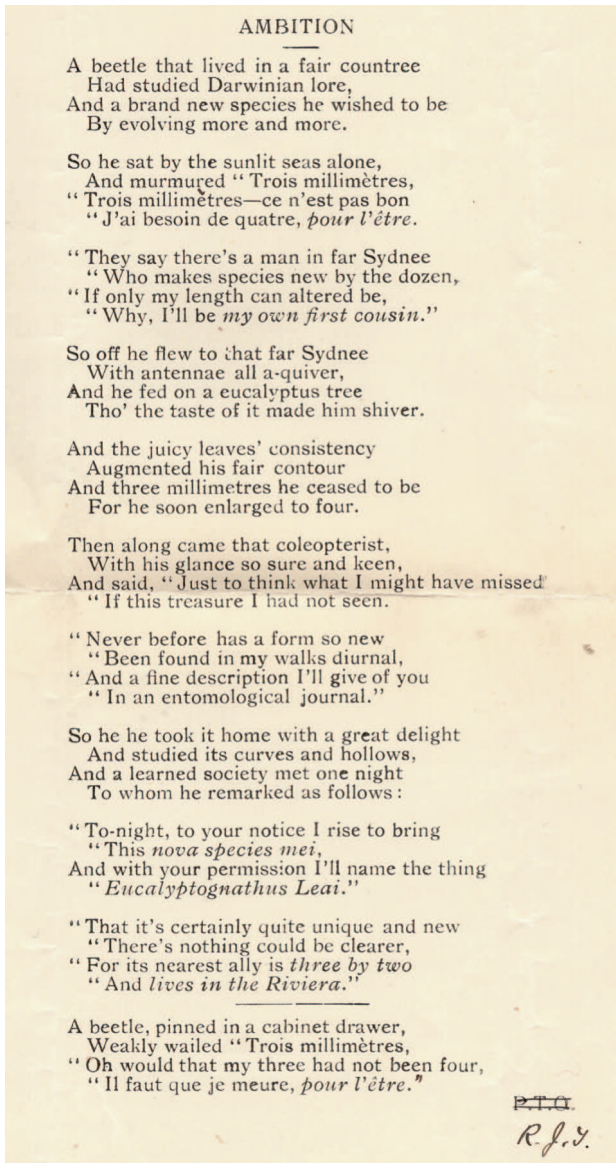 AMBITION
A beetle that lived in a fair countree
Had studied Darwinian lore,
And a brand new species he wished to be
By evolving more and more.
So he sat by the sunlit seas alone,
And murmured “ Trois millimètres,
“ Trois millimètres—ce n'est pas bon
“ J'ai besoin de quatre, pour l'être.
“ They say there's a man in far Sydnee
“ Who makes species new by the dozen,
“ If only my length can altered be,
“ Why, I'll be my own first cousin.”
So off he flew to that far Sydnee
With antennae all a-quiver,
And he fed on a eucalyptus tree
Tho' the taste of it made him shiver.
And the juicy leaves' consistency
Augmented his fair contour
And three millimetres he ceased to be
For he soon enlarged to four.
Then along came that coleopterist,
With his glance so sure and keen,
And said, “ Just to think what I might have missed
“ If this treasure I had not seen.
“ Never before has a form so new
“ Been found in my walks diurnal,
“ And a fine description I'll give of you
“ In an entomological journal.”
So he he took it home with a great delight
And studied its curves and hollows,
And a learned society met one night
To whom he remarked as follows :
“ To-night, to your notice I rise to bring
“ This nova species mei,
And with your permission I'll name the thing
“ Eucalyptognathus Leai.”
“ That it's certainly quite unique and new
“ There's nothing could be clearer,
“ For its nearest ally is three by two
“ And lives in the Riviera.”
A beetle, pinned in a cabinet drawer,
Weakly wailed “ Trois millimètres,
“ Oh would that my three had not been four,
“ Il faut que je meure, pour l'être.”
P.T.O.
R. J. T.